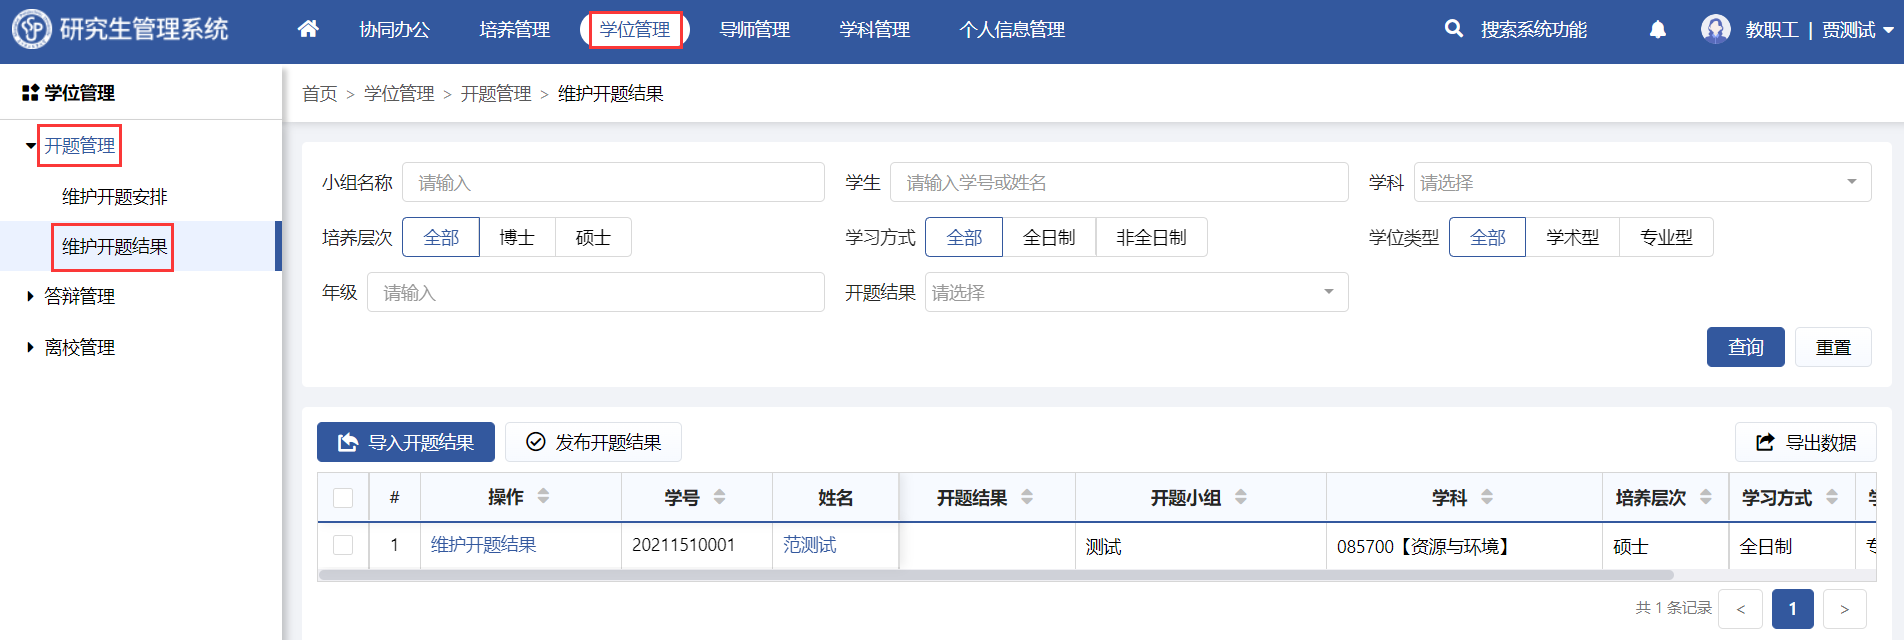 研究生管理系统
协同办公 培养管理 学位管理 导师管理 学科管理 个人信息管理
搜索系统功能
教职工 | 贾测试
学位管理
首页 > 学位管理 > 开题管理 > 维护开题结果
开题管理
维护开题安排
维护开题结果
答辩管理
离校管理
小组名称 请输入 学生 请输入学号或姓名 学科 请选择
培养层次 全部 博士 硕士 学习方式 全部 全日制 非全日制 学位类型 全部 学术型 专业型
年级 请输入 开题结果 请选择
查询 重置
导入开题结果 发布开题结果 导出数据
# 操作 学号 姓名 开题结果 开题小组 学科 培养层次 学习方式
1 维护开题结果 20211510001 范测试 测试 085700【资源与环境】 硕士 全日制
共 1 条记录 < 1 >